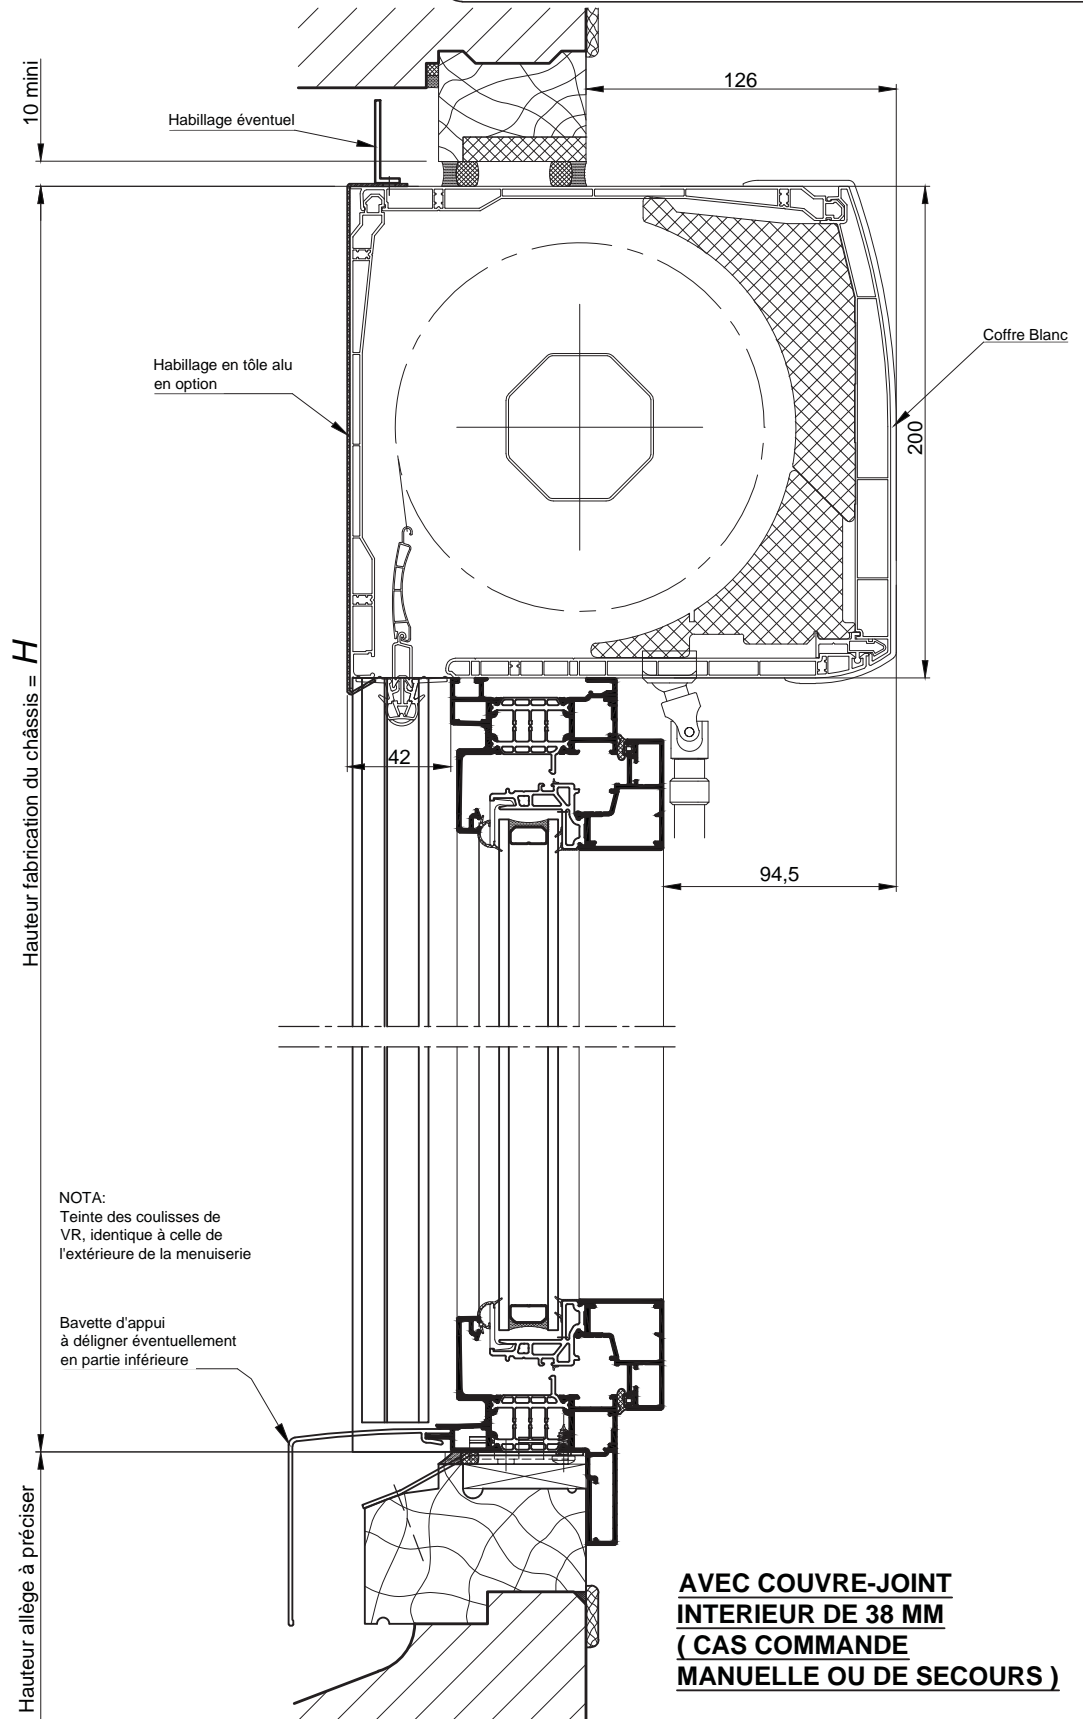 10 mini
Habillage éventuel
126
Habillage en tôle alu
en option
Coffre Blanc
200
Hauteur fabrication du châssis = H
42
94,5
NOTA:
Teinte des coulisses de
VR, identique à celle de
l'extérieure de la menuiserie
Bavette d'appui
à déligner éventuellement
en partie inférieure
Hauteur allège à préciser
AVEC COUVRE-JOINT
INTERIEUR DE 38 MM
( CAS COMMANDE
MANUELLE OU DE SECOURS )